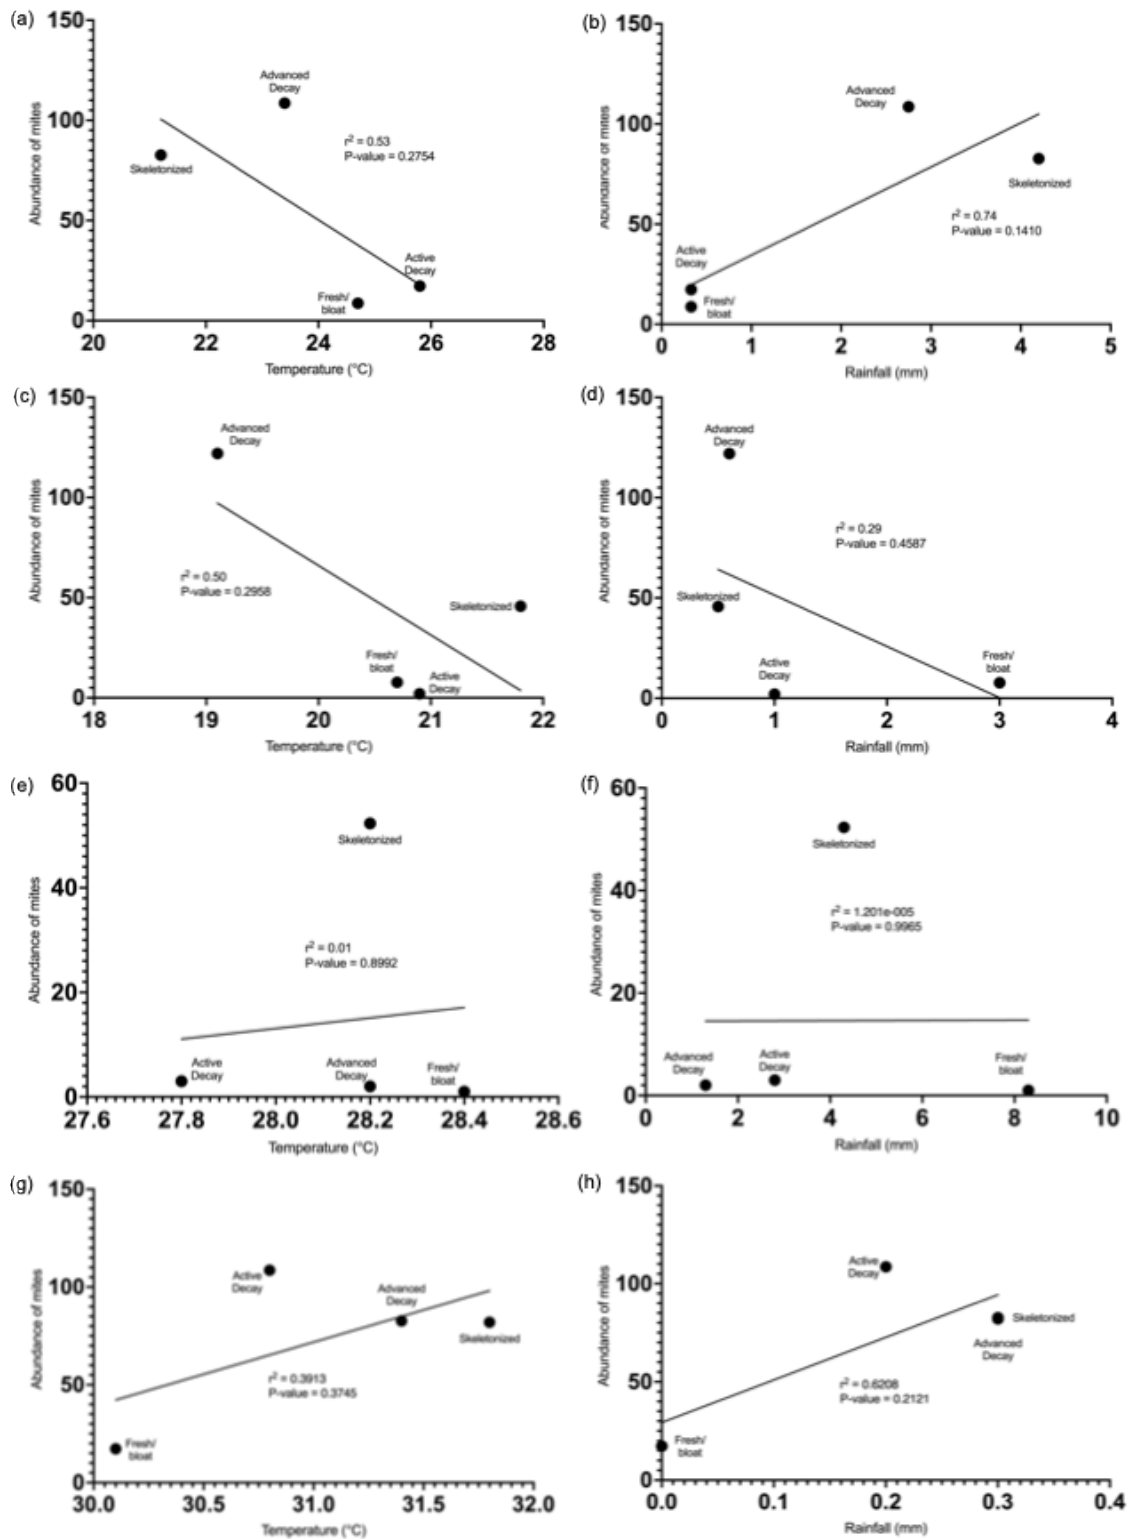 (a)
150
100
50
0
Abundance of mites
Advanced
Decay
Skeletonized
r² = 0.53
P-value = 0.2754
Active
Decay
Fresh/
bloat
20
22
24
26
28
Temperature (°C)
(b)
150
100
50
0
Abundance of mites
Advanced
Decay
Skeletonized
r² = 0.74
P-value = 0.1410
Active
Decay
Fresh/
bloat
0
1
2
3
4
5
Rainfall (mm)
(c)
150
100
50
0
Abundance of mites
Advanced
Decay
r² = 0.50
P-value = 0.2958
Skeletonized
Fresh/
bloat
Active
Decay
18
19
20
21
22
Temperature (°C)
(d)
150
100
50
0
Abundance of mites
Advanced
Decay
r² = 0.29
P-value = 0.4587
Skeletonized
Active
Decay
Fresh/
bloat
0
1
2
3
4
Rainfall (mm)
(e)
60
40
20
0
Abundance of mites
Skeletonized
r² = 0.01
P-value = 0.8992
Active
Decay
Advanced
Decay
Fresh/
bloat
27.6
27.8
28.0
28.2
28.4
28.6
Temperature (°C)
(f)
60
40
20
0
Abundance of mites
Skeletonized
r² = 1.201e-005
P-value = 0.9965
Advanced
Decay
Active
Decay
Fresh/
bloat
0
2
4
6
8
10
Rainfall (mm)
(g)
150
100
50
0
Abundance of mites
Active
Decay
Advanced
Decay
Skeletonized
r² = 0.3913
P-value = 0.3745
Fresh/
bloat
30.0
30.5
31.0
31.5
32.0
Temperature (°C)
(h)
150
100
50
0
Abundance of mites
Active
Decay
Skeletonized
Advanced
Decay
r² = 0.6208
P-value = 0.2121
Fresh/
bloat
0.0
0.1
0.2
0.3
0.4
Rainfall (mm)